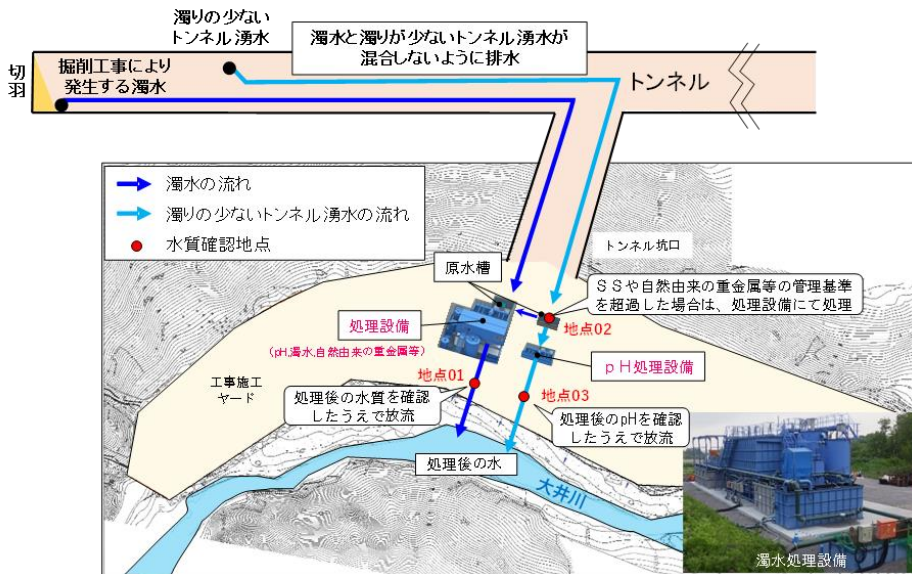 濁りの少ない
トンネル湧水
濁水と濁りが少ないトンネル湧水が
混合しないように排水
切羽
掘削工事により
発生する濁水
トンネル
濁水の流れ
濁りの少ないトンネル湧水の流れ
水質確認地点
トンネル坑口
原水槽
ＳＳや自然由来の重金属等の管理基準
を超過した場合は、処理設備にて処理
処理設備
(pH,濁水,自然由来の重金属等)
地点02
ｐＨ処理設備
工事施工
ヤード
地点01
処理後の水質を確認
したうえで放流
地点03
処理後のpHを確認
したうえで放流
処理後の水
大井川
濁水処理設備